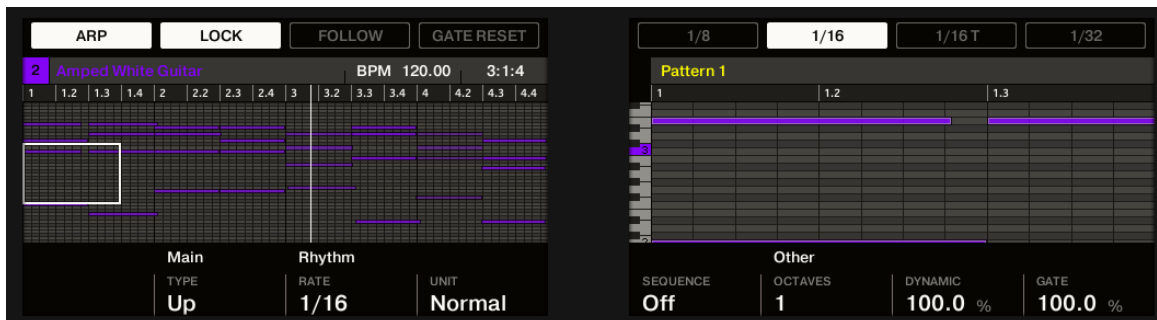 ARP LOCK FOLLOW GATE RESET
2 Amped White Guitar BPM 120.00 3:1:4
1 1.2 1.3 1.4 2 2.2 2.3 2.4 3 3.2 3.3 3.4 4 4.2 4.3 4.4
Main Rhythm
TYPE RATE UNIT
Up 1/16 Normal
1/8 1/16 1/16 T 1/32
Pattern 1
1 1.2 1.3
3
2
Other
SEQUENCE OCTAVES DYNAMIC GATE
Off 1 100.0 % 100.0 %